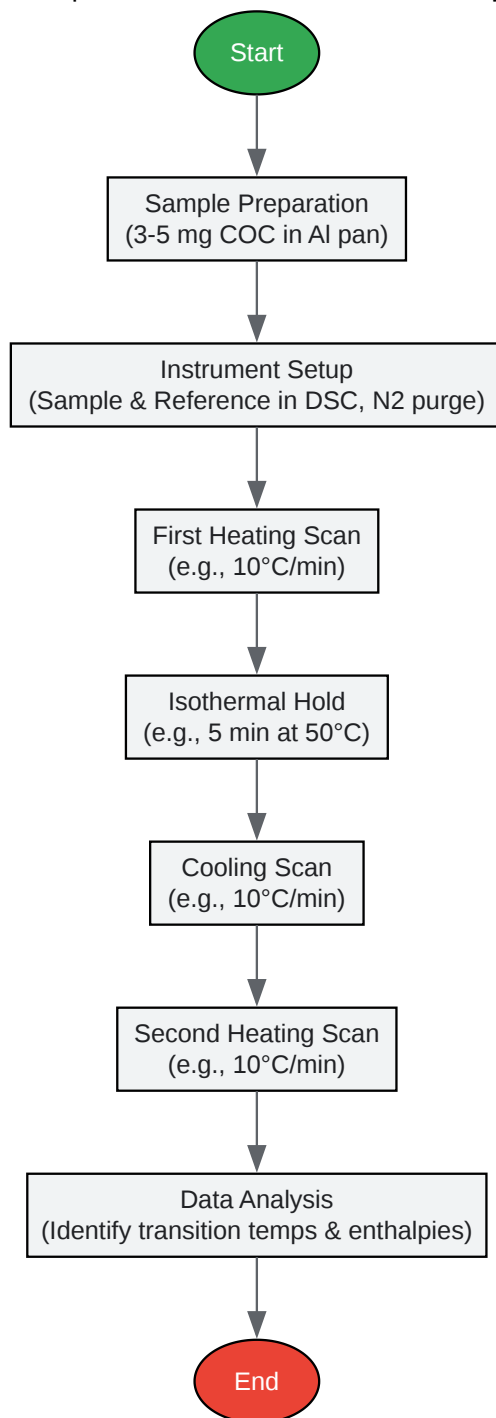 Start
Sample Preparation
(3-5 mg COC in Al pan)
Instrument Setup
(Sample & Reference in DSC, N2 purge)
First Heating Scan
(e.g., 10°C/min)
Isothermal Hold
(e.g., 5 min at 50°C)
Cooling Scan
(e.g., 10°C/min)
Second Heating Scan
(e.g., 10°C/min)
Data Analysis
(Identify transition temps & enthalpies)
End